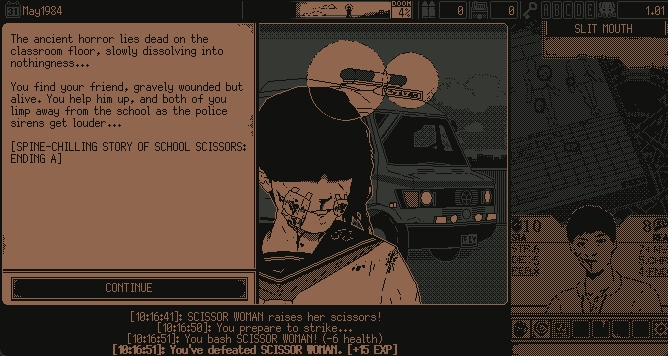 May1984
DOOM
4%
0
0
A B C D E
1.01
SLIT MOUTH
The ancient horror lies dead on the
classroom floor, slowly dissolving into
nothingness...
You find your friend, gravely wounded but
alive. You help him up, and both of you
limp away from the school as the police
sirens get louder...
[SPINE-CHILLING STORY OF SCHOOL SCISSORS:
ENDING A]
CONTINUE
[10:16:41]: SCISSOR WOMAN raises her scissors!
[10:16:50]: You prepare to strike...
[10:16:51]: You bash SCISSOR WOMAN! (-6 health)
[10:16:51]: You've defeated SCISSOR WOMAN. [+15 EXP]